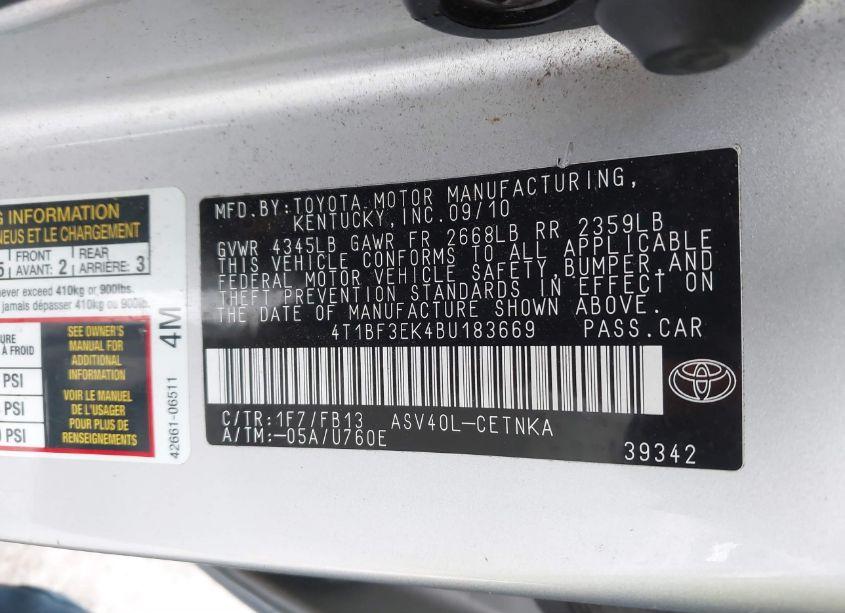 G INFORMATION
NEUS ET LE CHARGEMENT
5 FRONT AVANT: 2 REAR ARRIÈRE: 3
never exceed 410kg or 900lbs.
jamais dépasser 410kg ou 900lb.
À FROID
PSI
PSI
PSI
SEE OWNER'S
MANUAL FOR
ADDITIONAL
INFORMATION
VOIR LE MANUEL
DE L'USAGER
POUR PLUS DE
RENSEIGNEMENTS
4M
42661-06511
MFD.BY:TOYOTA MOTOR MANUFACTURING,
KENTUCKY,INC.09/10
GVWR 4345LB GAWR FR 2668LB RR 2359LB
THIS VEHICLE CONFORMS TO ALL APPLICABLE
FEDERAL MOTOR VEHICLE SAFETY,BUMPER,AND
THEFT PREVENTION STANDARDS IN EFFECT ON
THE DATE OF MANUFACTURE SHOWN ABOVE.
4T1BF3EK4BU183669 PASS.CAR
C/TR:1F7/FB13 ASV40L-CETNKA
A/TM:-05A/U760E
39342